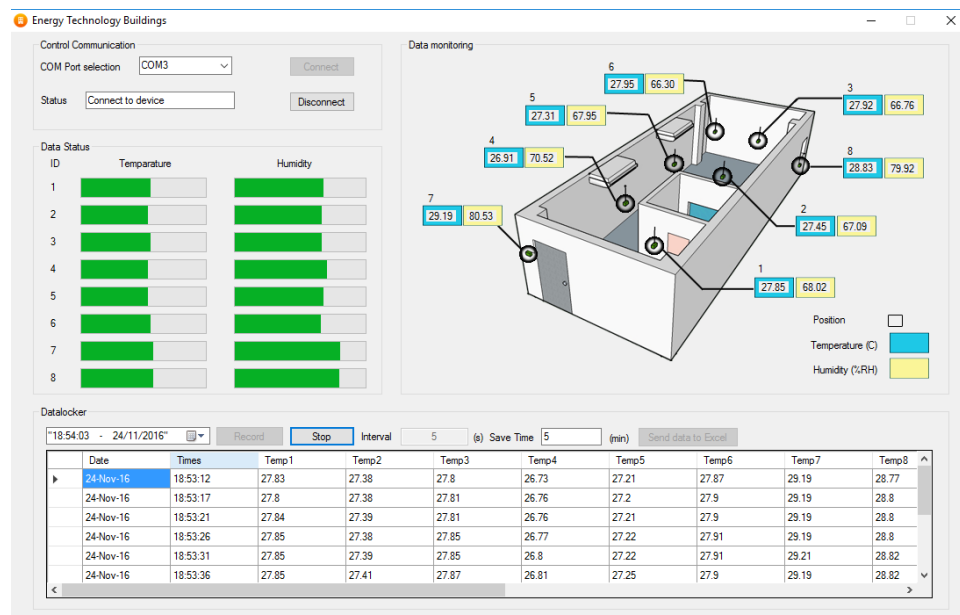 Energy Technology Buildings
Control Communication
COM Port selection COM3 Connect
Status Connect to device Disconnect
Data Status
ID Temparature Humidity
1
2
3
4
5
6
7
8
Data monitoring
6
27.95 66.30
3
27.92 66.76
5
27.31 67.95
4
26.91 70.52
8
28.83 79.92
7
29.19 80.53
2
27.45 67.09
1
27.85 68.02
Position
Temperature (C)
Humidity (%RH)
Datalocker
"18:54:03 - 24/11/2016" Record Stop Interval 5 (s) Save Time 5 (min) Send data to Excel
Date Times Temp1 Temp2 Temp3 Temp4 Temp5 Temp6 Temp7 Temp8
24-Nov-16 18:53:12 27.83 27.38 27.8 26.73 27.21 27.87 29.19 28.77
24-Nov-16 18:53:17 27.8 27.38 27.81 26.76 27.2 27.9 29.19 28.8
24-Nov-16 18:53:21 27.84 27.39 27.81 26.76 27.21 27.9 29.19 28.8
24-Nov-16 18:53:26 27.85 27.38 27.85 26.77 27.22 27.91 29.19 28.8
24-Nov-16 18:53:31 27.85 27.39 27.85 26.8 27.22 27.91 29.21 28.82
24-Nov-16 18:53:36 27.85 27.41 27.87 26.81 27.25 27.9 29.19 28.82